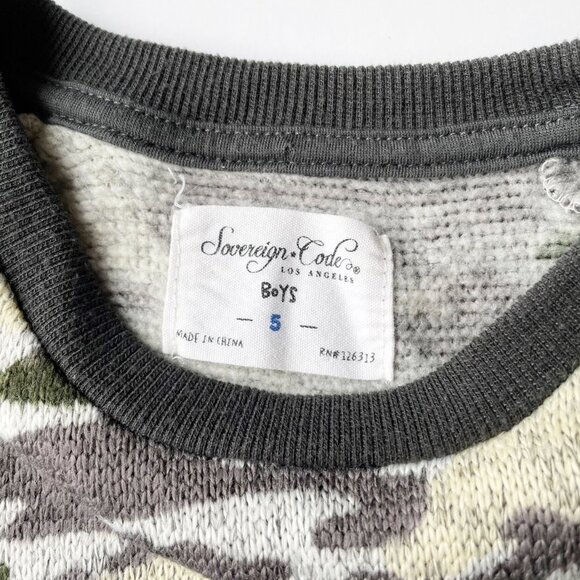 Sovereign ★ Code®
LOS ANGELES
BOYS
— 5 —
MADE IN CHINA
RN# 126313